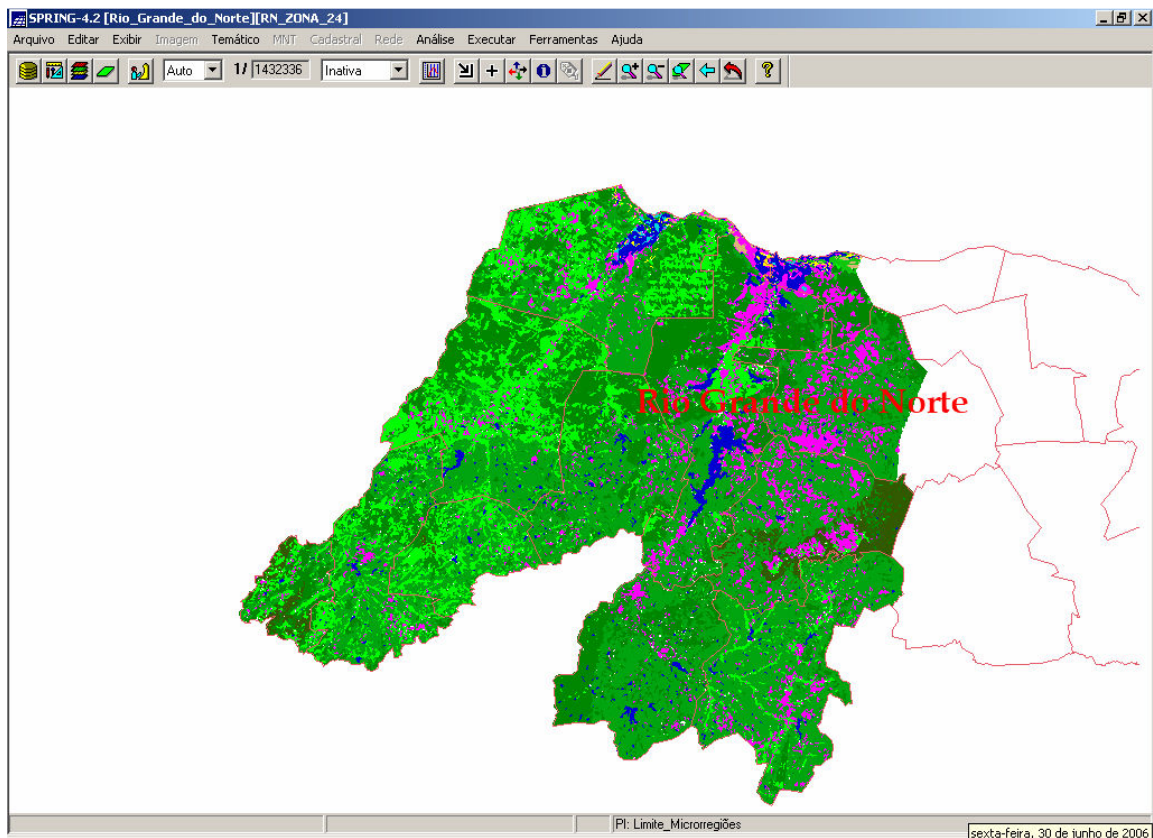 SPRING-4.2 [Rio_Grande_do_Norte][RN_ZONA_24]
Arquivo Editar Exibir Imagem Temático MNT Cadastral Rede Análise Executar Ferramentas Ajuda
Auto 1/ 1432336 Inativa
Rio Grande do Norte
PI: Limite_Microrregiões
sexta-feira, 30 de junho de 2006